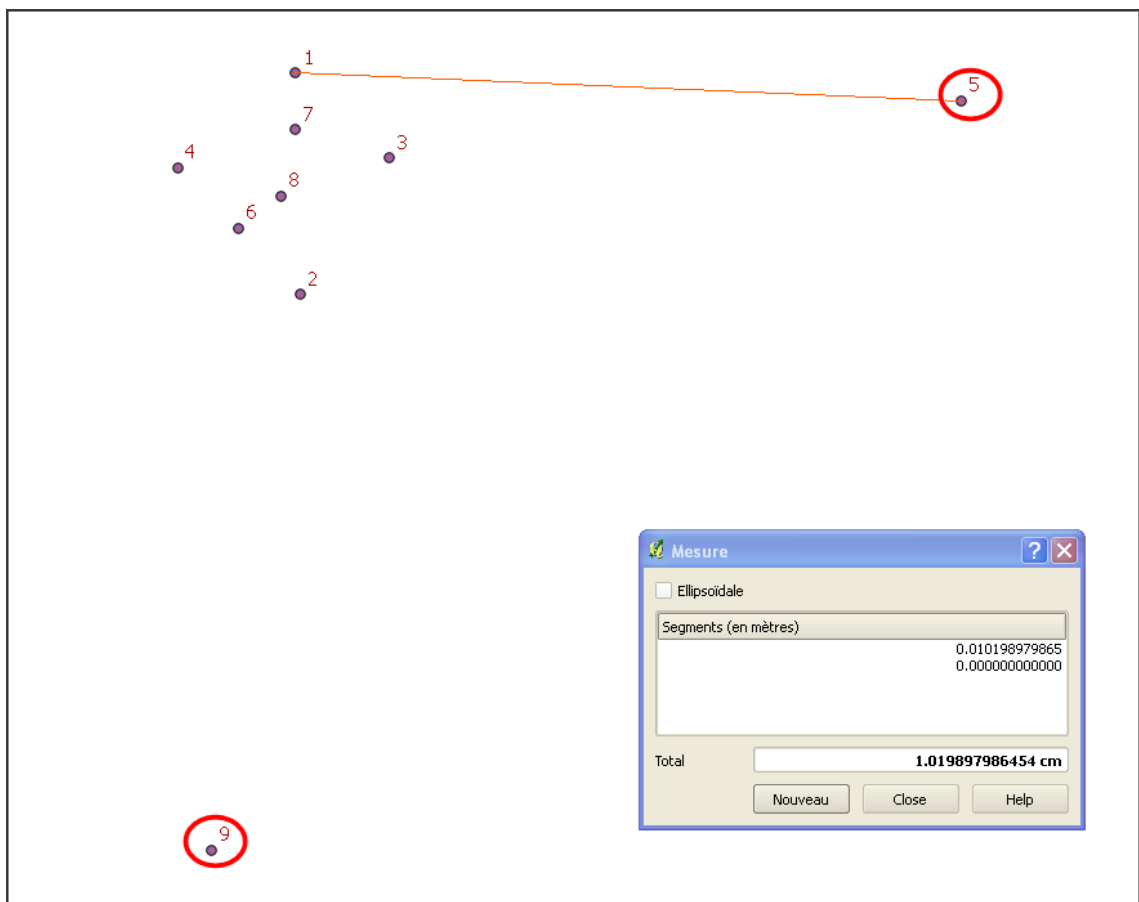 1
5
7
3
4
8
6
2
Mesure
Ellipsoïdale
Segments (en mètres)
0.010198979865
0.000000000000
Total
1.019897986454 cm
Nouveau
Close
Help
9